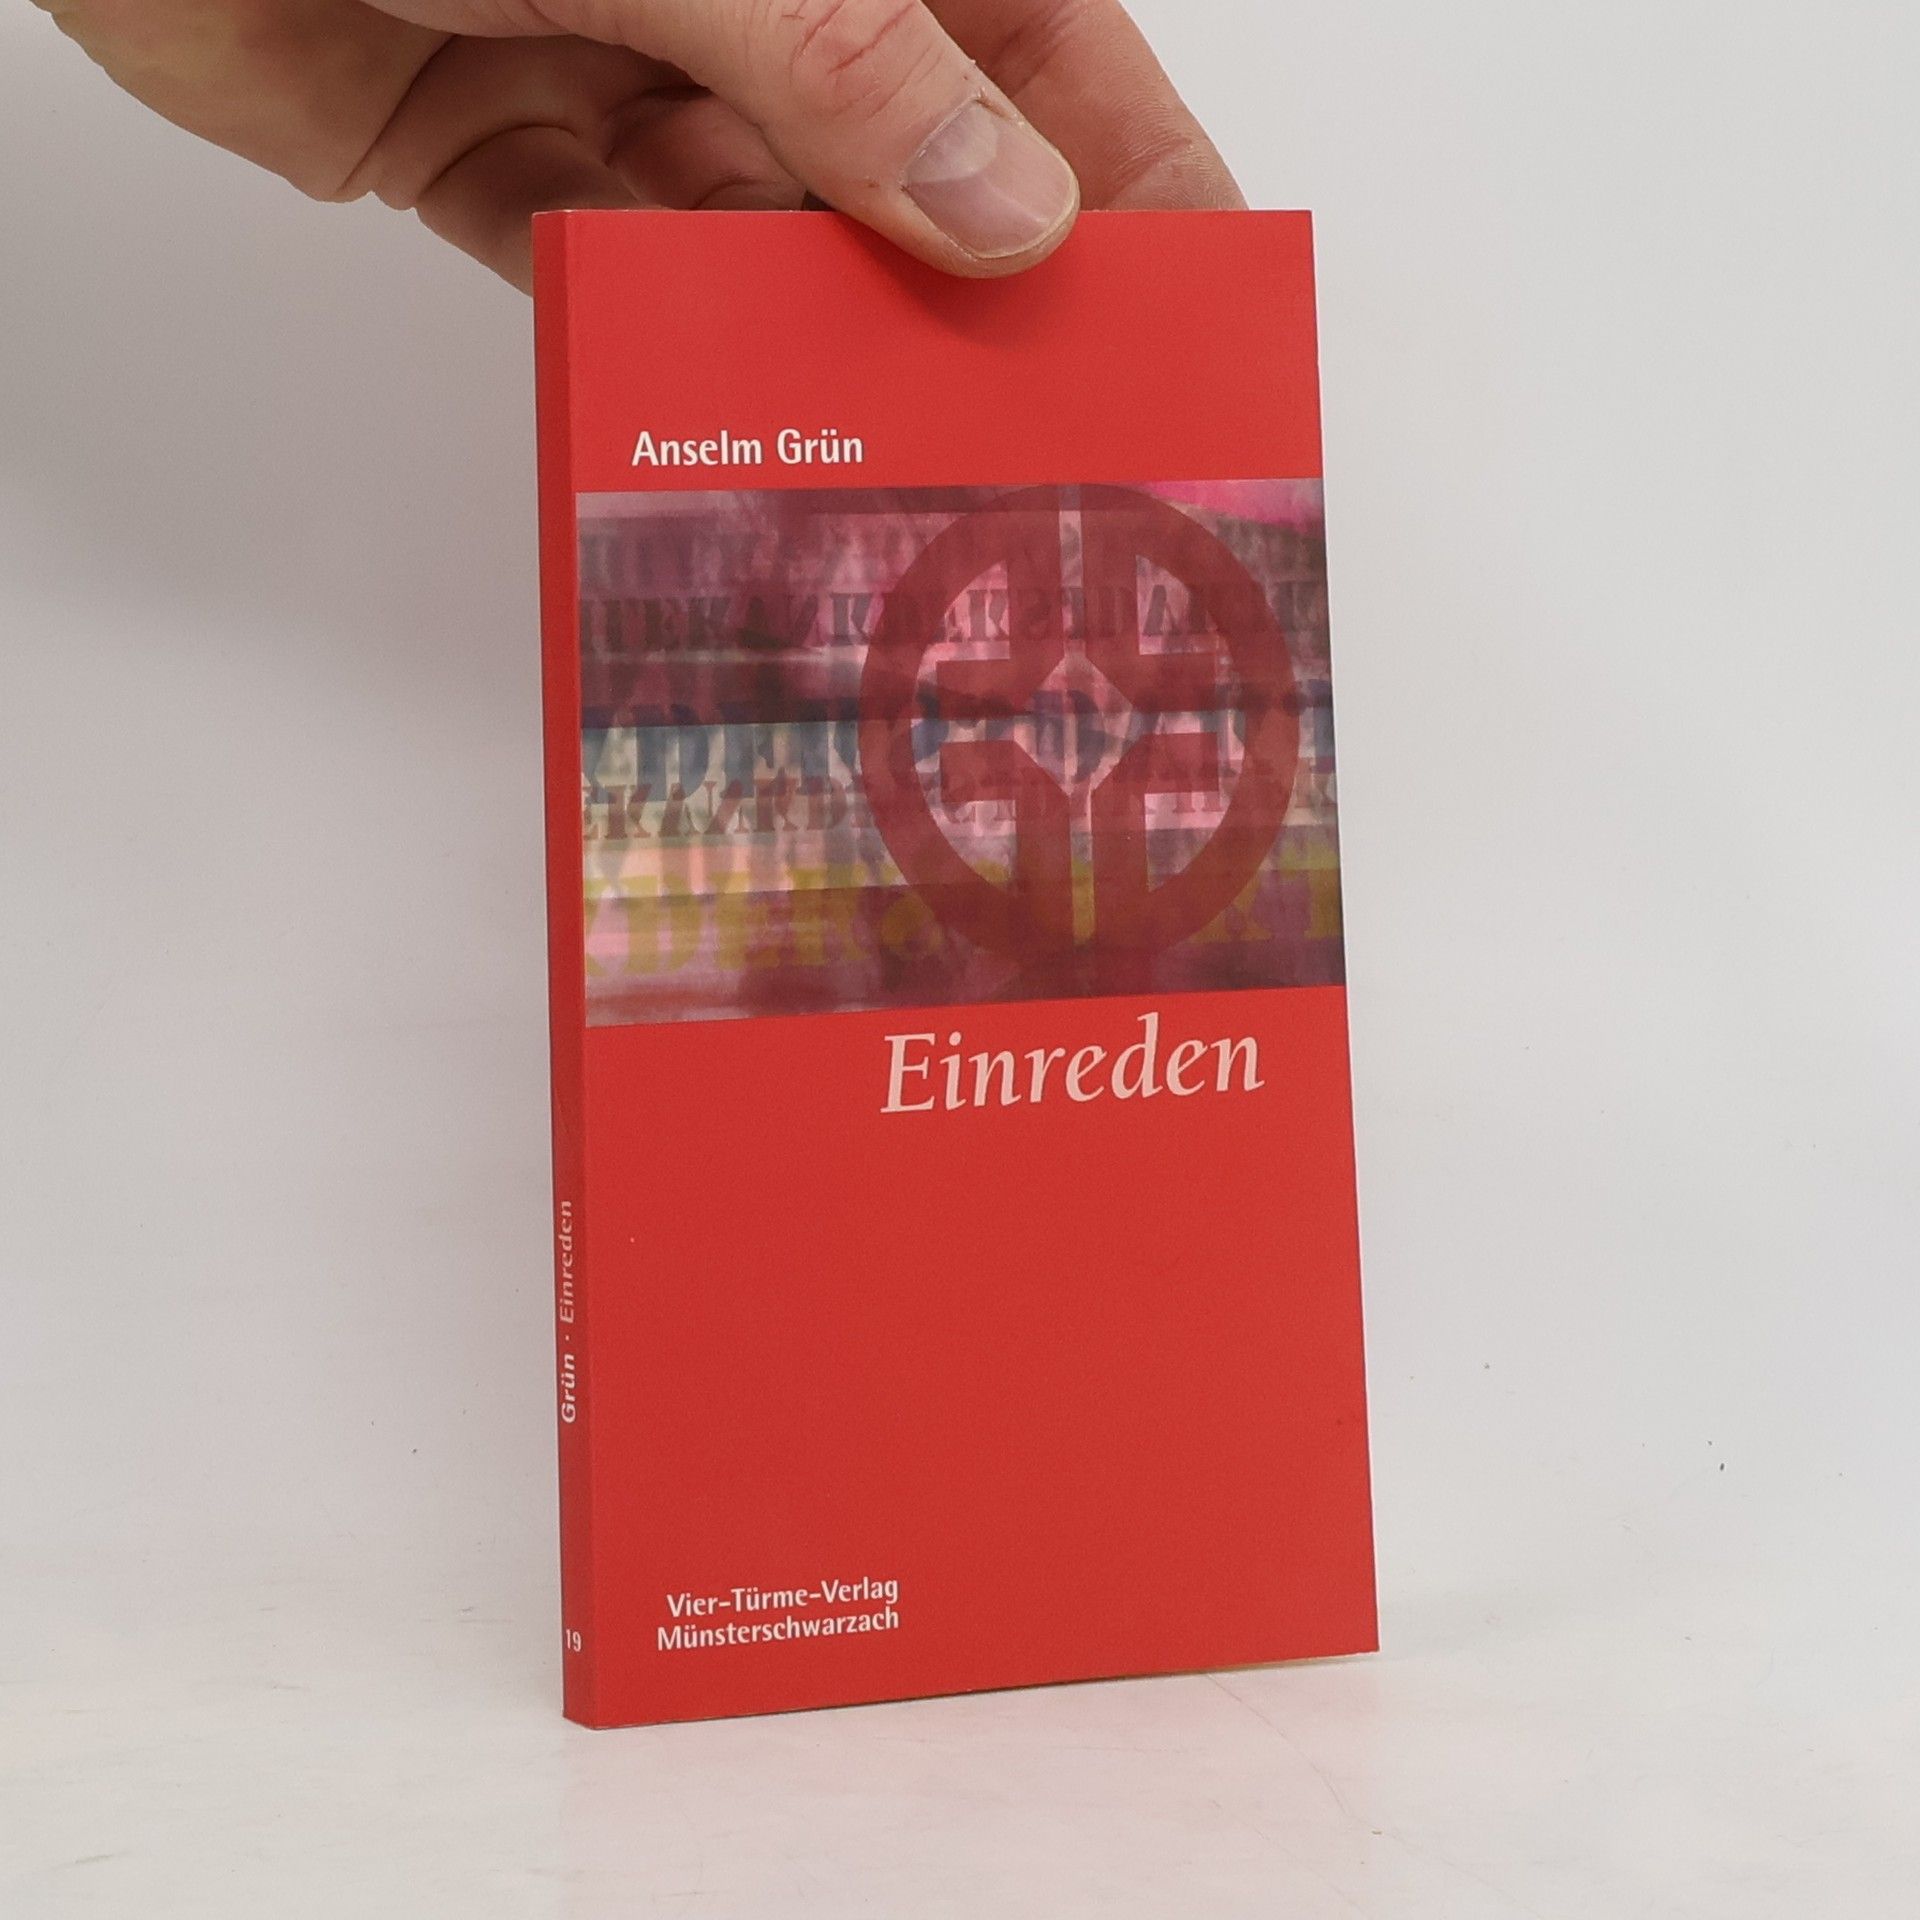 Anselm Grün
Einreden
Grün · Einreden
Vier-Türme-Verlag
Münsterschwarzach
19